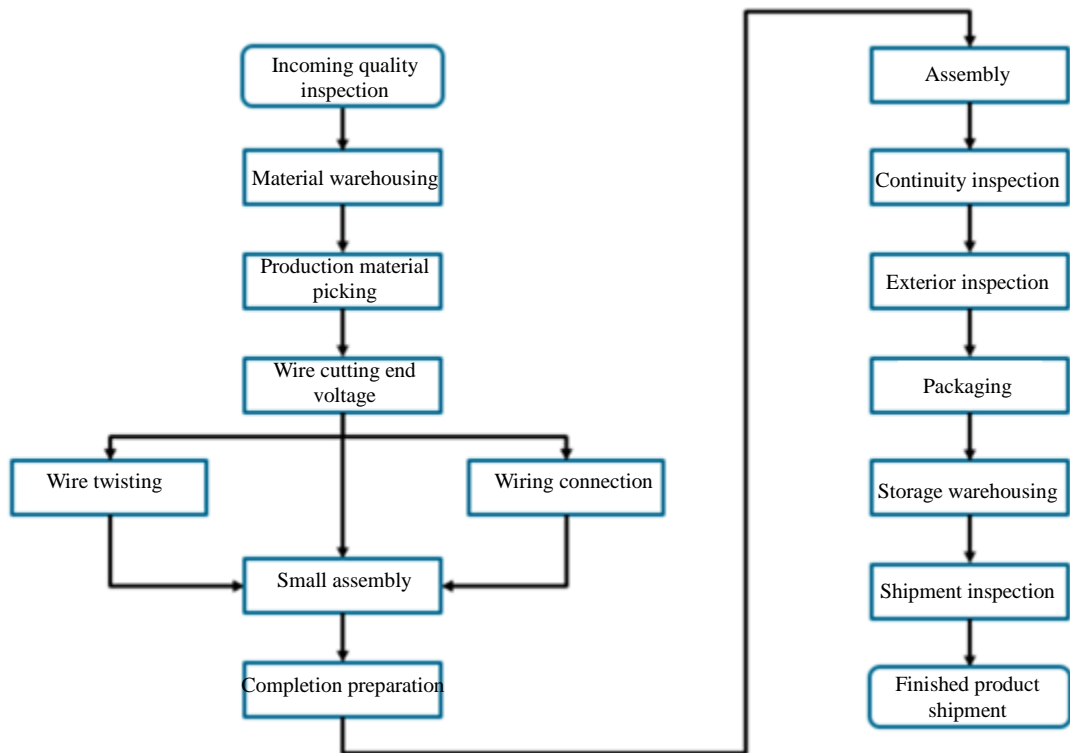 Incoming quality
inspection
Material warehousing
Production material
picking
Wire cutting end
voltage
Wire twisting
Wiring connection
Small assembly
Completion preparation
Assembly
Continuity inspection
Exterior inspection
Packaging
Storage warehousing
Shipment inspection
Finished product
shipment